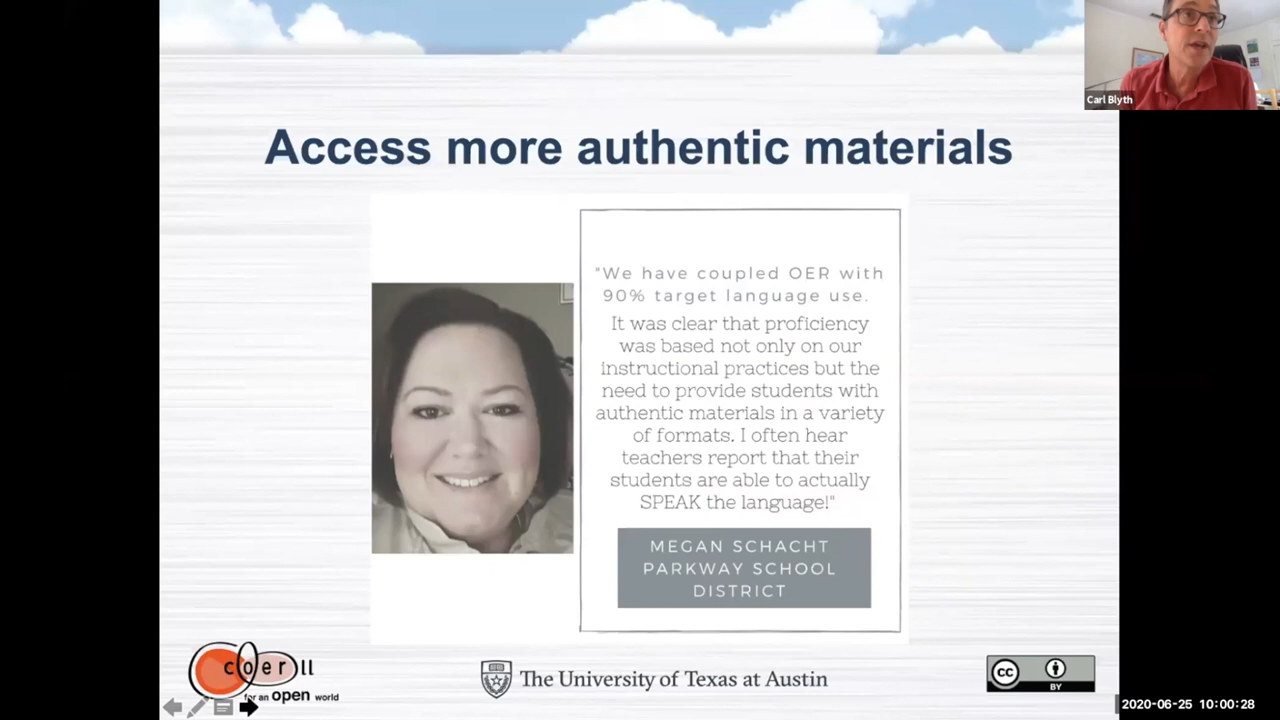 Carl Blyth
Access more authentic materials
"We have coupled OER with
90% target language use.
It was clear that proficiency
was based not only on our
instructional practices but the
need to provide students with
authentic materials in a variety
of formats. I often hear
teachers report that their
students are able to actually
SPEAK the language!"
MEGAN SCHACHT
PARKWAY SCHOOL
DISTRICT
coerll
for an open world
The University of Texas at Austin
cc
BY
2020-06-25 10:00:28